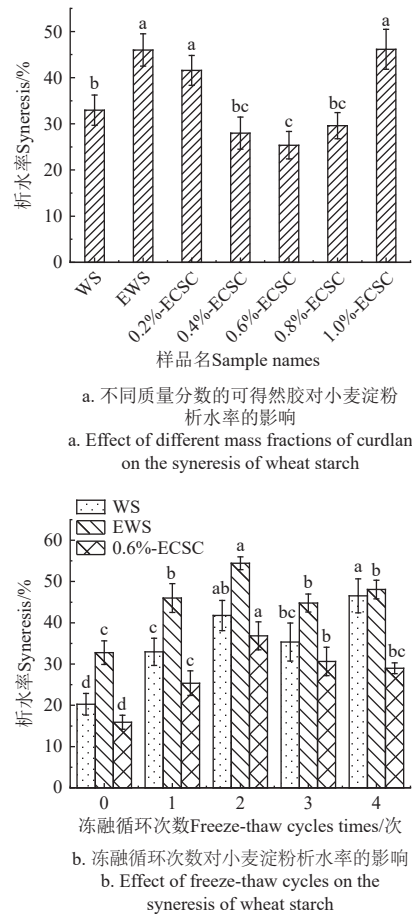 50
40
30
20
10
0
析水率Syneresis/%
b
a
a
bc
c
bc
a
WS
EWS
0.2%-ECSC
0.4%-ECSC
0.6%-ECSC
0.8%-ECSC
1.0%-ECSC
样品名Sample names
a. 不同质量分数的可得然胶对小麦淀粉
析水率的影响
a. Effect of different mass fractions of curdlan
on the syneresis of wheat starch
WS
EWS
0.6%-ECSC
60
50
40
30
20
10
0
析水率Syneresis/%
d
c
d
c
b
c
ab
a
a
bc
b
b
a
b
bc
0 1 2 3 4
冻融循环次数Freeze-thaw cycles times/次
b. 冻融循环次数对小麦淀粉析水率的影响
b. Effect of freeze-thaw cycles on the
syneresis of wheat starch